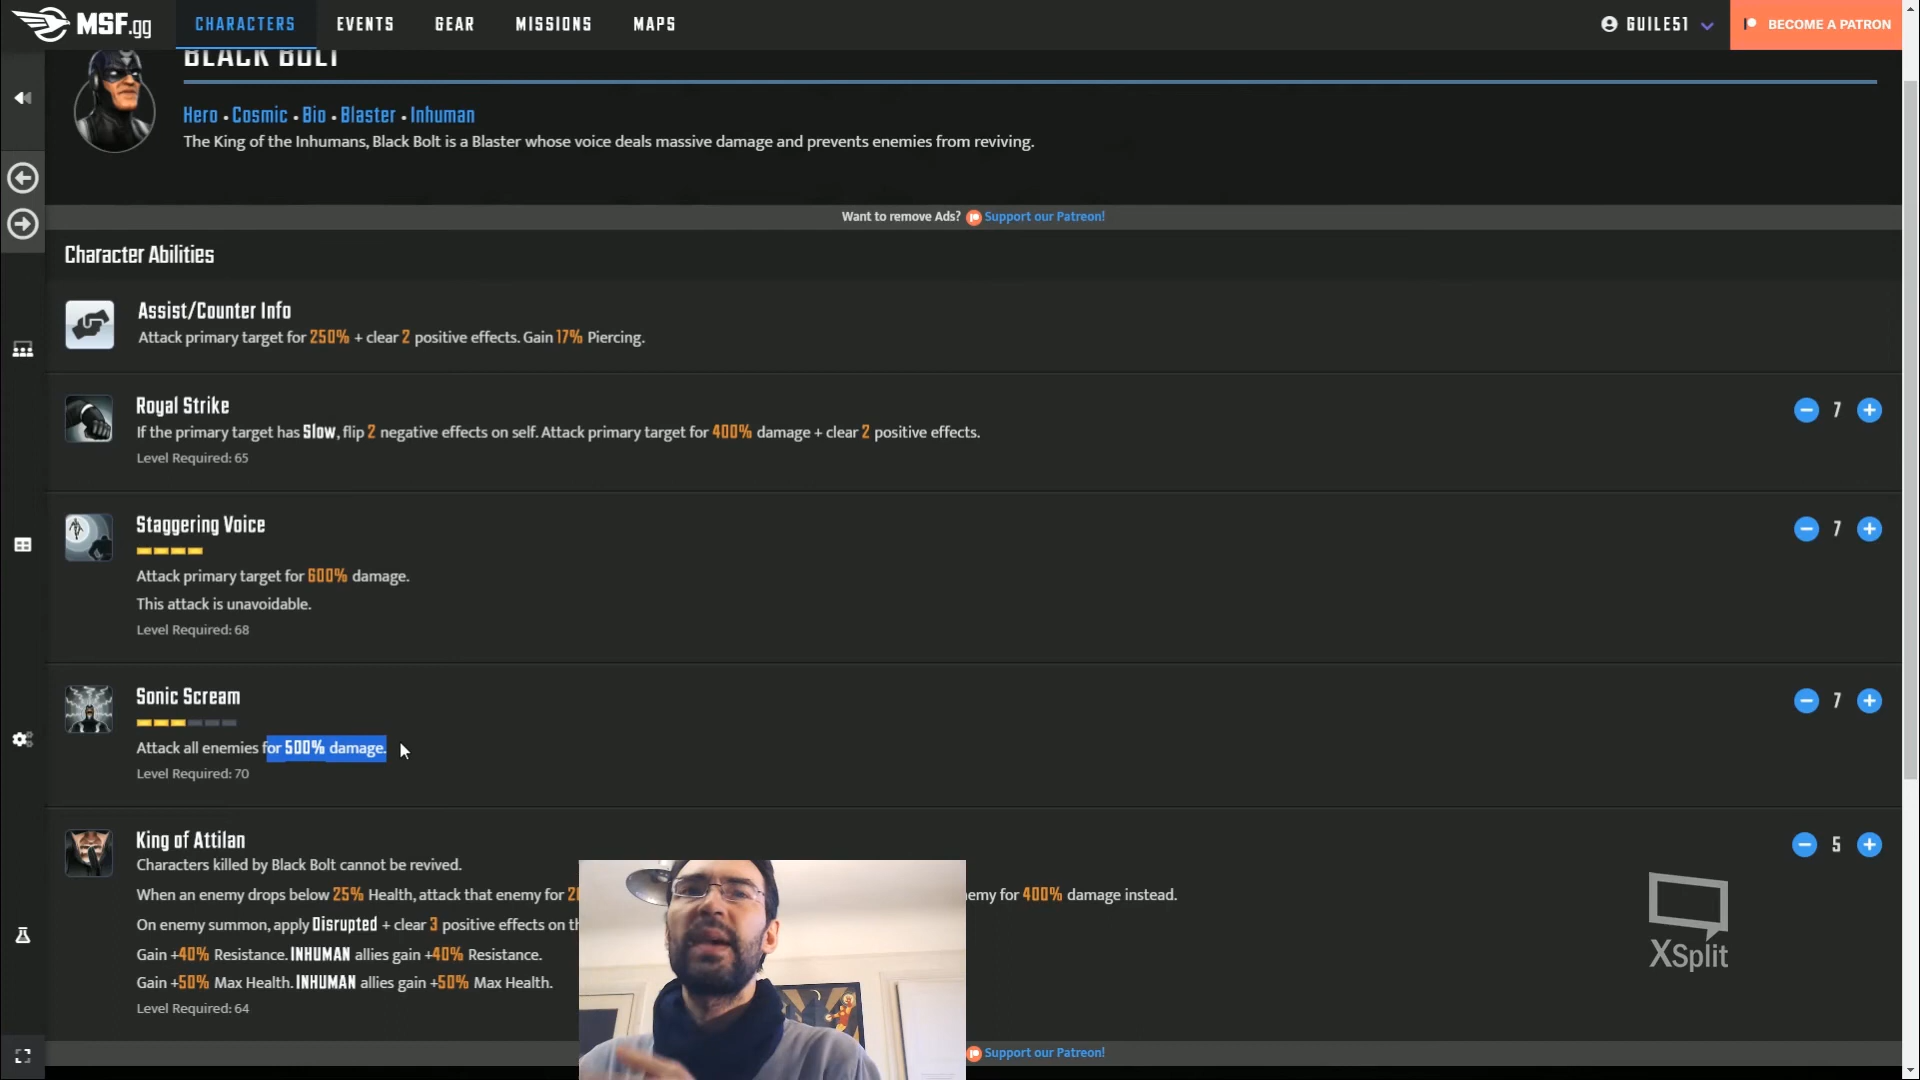 MSF.gg
CHARACTERS
EVENTS
GEAR
MISSIONS
MAPS
GUILE51
BECOME A PATRON
BLACK BOLT
Hero • Cosmic • Bio • Blaster • Inhuman
The King of the Inhumans, Black Bolt is a Blaster whose voice deals massive damage and prevents enemies from reviving.
Want to remove Ads? Support our Patreon!
Character Abilities
Assist/Counter Info
Attack primary target for 250% + clear 2 positive effects. Gain 17% Piercing.
Royal Strike
If the primary target has Slow, flip 2 negative effects on self. Attack primary target for 400% damage + clear 2 positive effects.
Level Required: 65
7
Staggering Voice
Attack primary target for 600% damage.
This attack is unavoidable.
Level Required: 68
7
Sonic Scream
Attack all enemies for 500% damage.
Level Required: 70
7
King of Attilan
Characters killed by Black Bolt cannot be revived.
When an enemy drops below 25% Health, attack that enemy for for 400% damage instead.
On enemy summon, apply Disrupted + clear 3 positive effects on
Gain +40% Resistance. INHUMAN allies gain +40% Resistance.
Gain +50% Max Health. INHUMAN allies gain +50% Max Health.
Level Required: 64
5
XSplit
Support our Patreon!